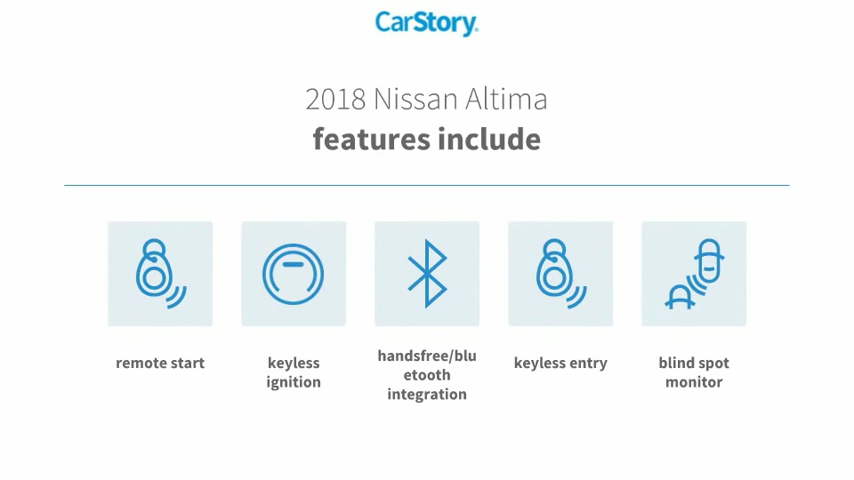 CarStory.
2018 Nissan Altima
features include
remote start
keyless
ignition
handsfree/blu
etooth
integration
keyless entry
blind spot
monitor